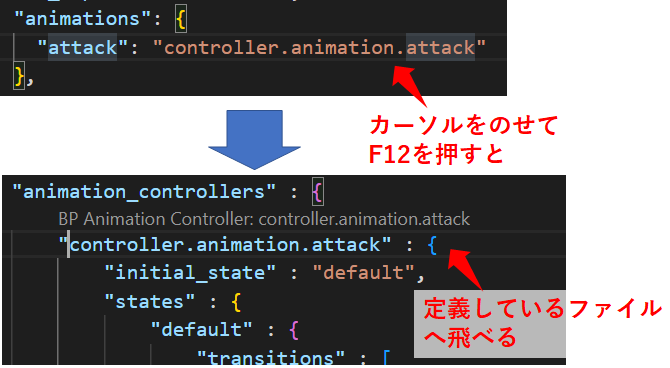 "animations": {
"attack": "controller.animation.attack"
},
カーソルをのせて
F12を押すと
"animation_controllers" : {
BP Animation Controller: controller.animation.attack
"controller.animation.attack" : {
"initial_state" : "default",
"states" : {
"default" : {
"transitions" : [
定義しているファイル
へ飛べる